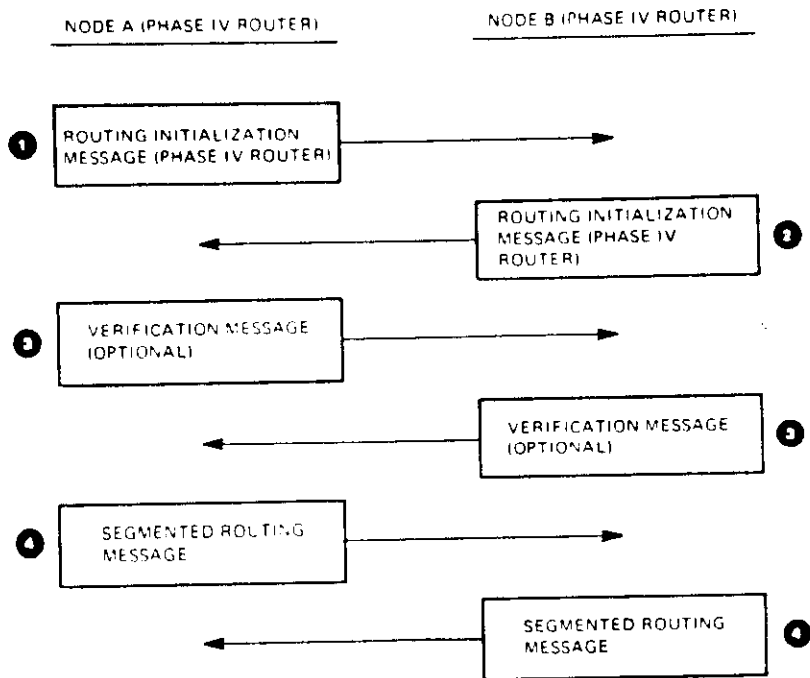 NODE A (PHASE IV ROUTER)
NODE B (PHASE IV ROUTER)
1
ROUTING INITIALIZATION
MESSAGE (PHASE IV ROUTER)
ROUTING INITIALIZATION
MESSAGE (PHASE IV
ROUTER)
2
3
VERIFICATION MESSAGE
(OPTIONAL)
VERIFICATION MESSAGE
(OPTIONAL)
3
4
SEGMENTED ROUTING
MESSAGE
SEGMENTED ROUTING
MESSAGE
4